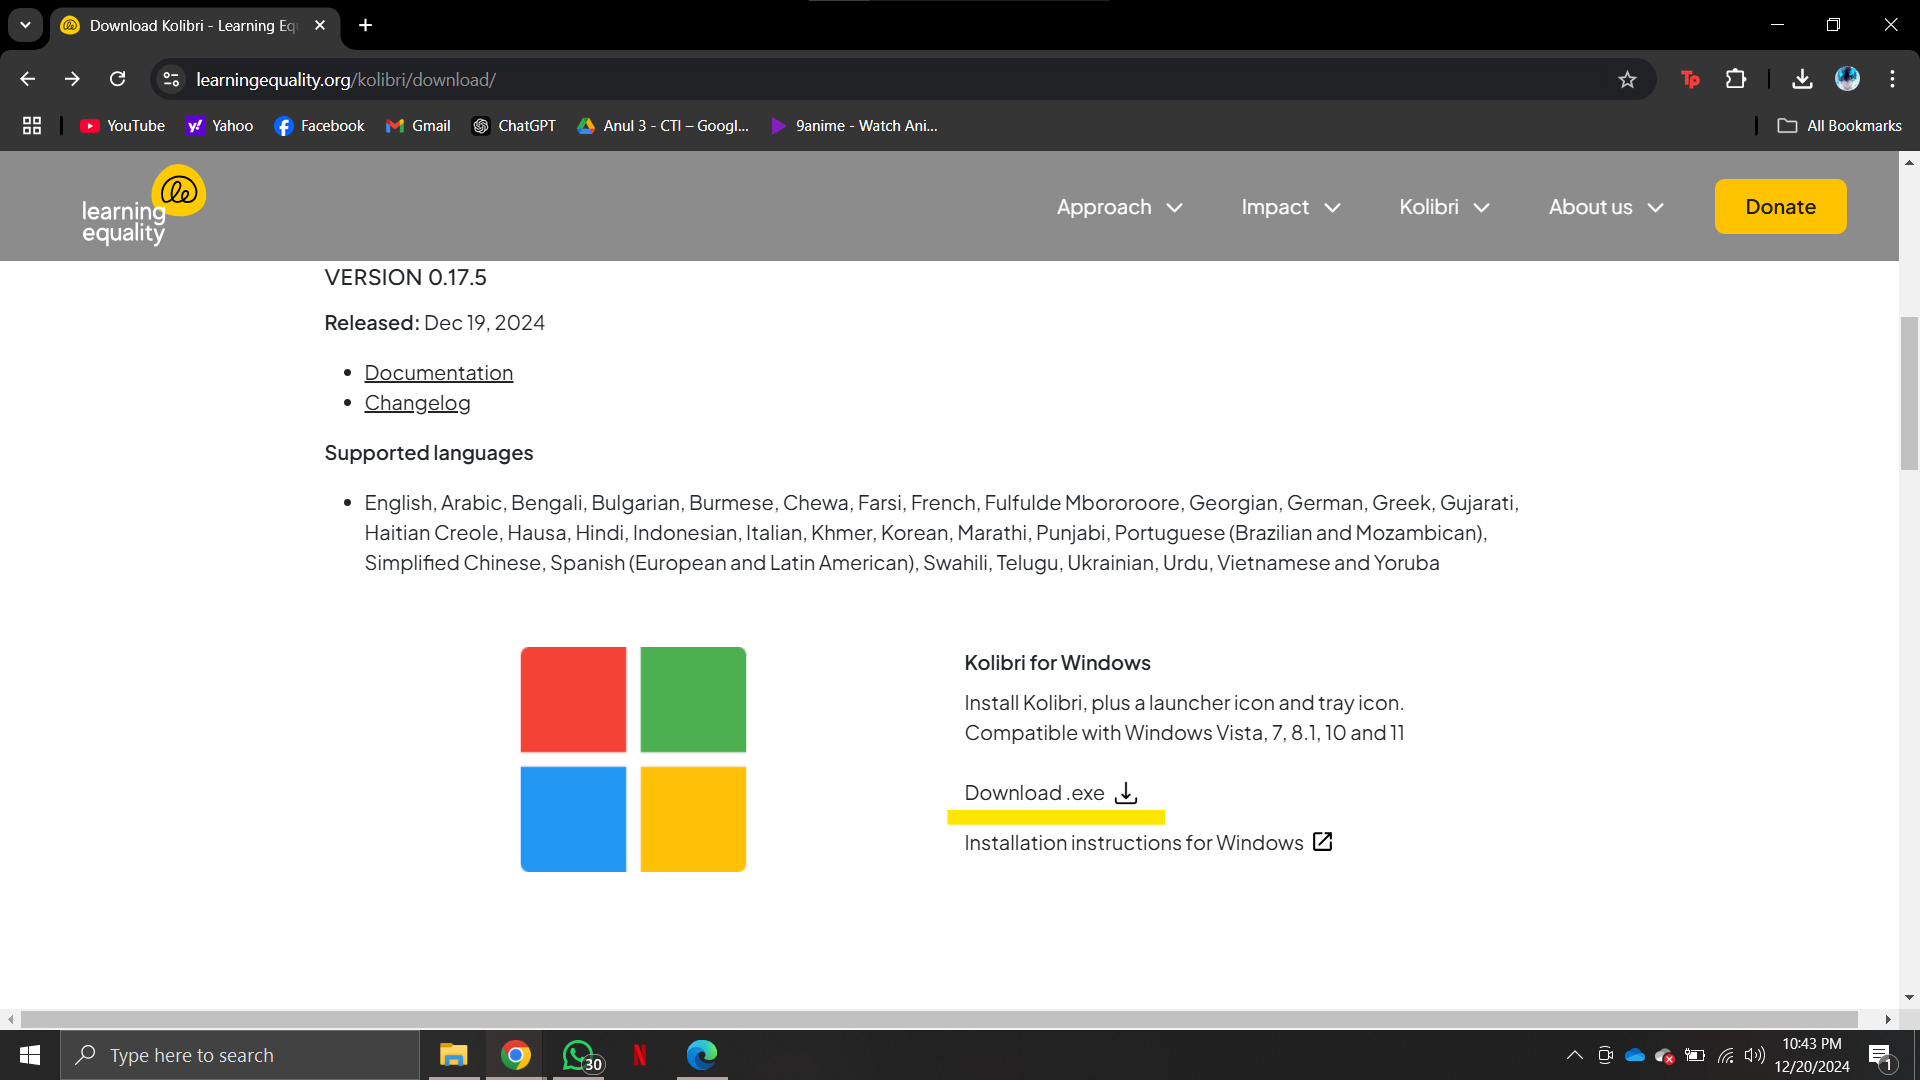 Download Kolibri - Learning Eq
learningequality.org/kolibri/download/
Tp
YouTube
Yahoo
Facebook
Gmail
ChatGPT
Anul 3 - CTI – Googl...
9anime - Watch Ani...
All Bookmarks
le
learning
equality
Approach
Impact
Kolibri
About us
Donate
VERSION 0.17.5
Released: Dec 19, 2024
• Documentation
• Changelog
Supported languages
• English, Arabic, Bengali, Bulgarian, Burmese, Chewa, Farsi, French, Fulfulde Mbororoore, Georgian, German, Greek, Gujarati,
Haitian Creole, Hausa, Hindi, Indonesian, Italian, Khmer, Korean, Marathi, Punjabi, Portuguese (Brazilian and Mozambican),
Simplified Chinese, Spanish (European and Latin American), Swahili, Telugu, Ukrainian, Urdu, Vietnamese and Yoruba
Kolibri for Windows
Install Kolibri, plus a launcher icon and tray icon.
Compatible with Windows Vista, 7, 8.1, 10 and 11
Download .exe
Installation instructions for Windows
Type here to search
30
N
10:43 PM
12/20/2024
1